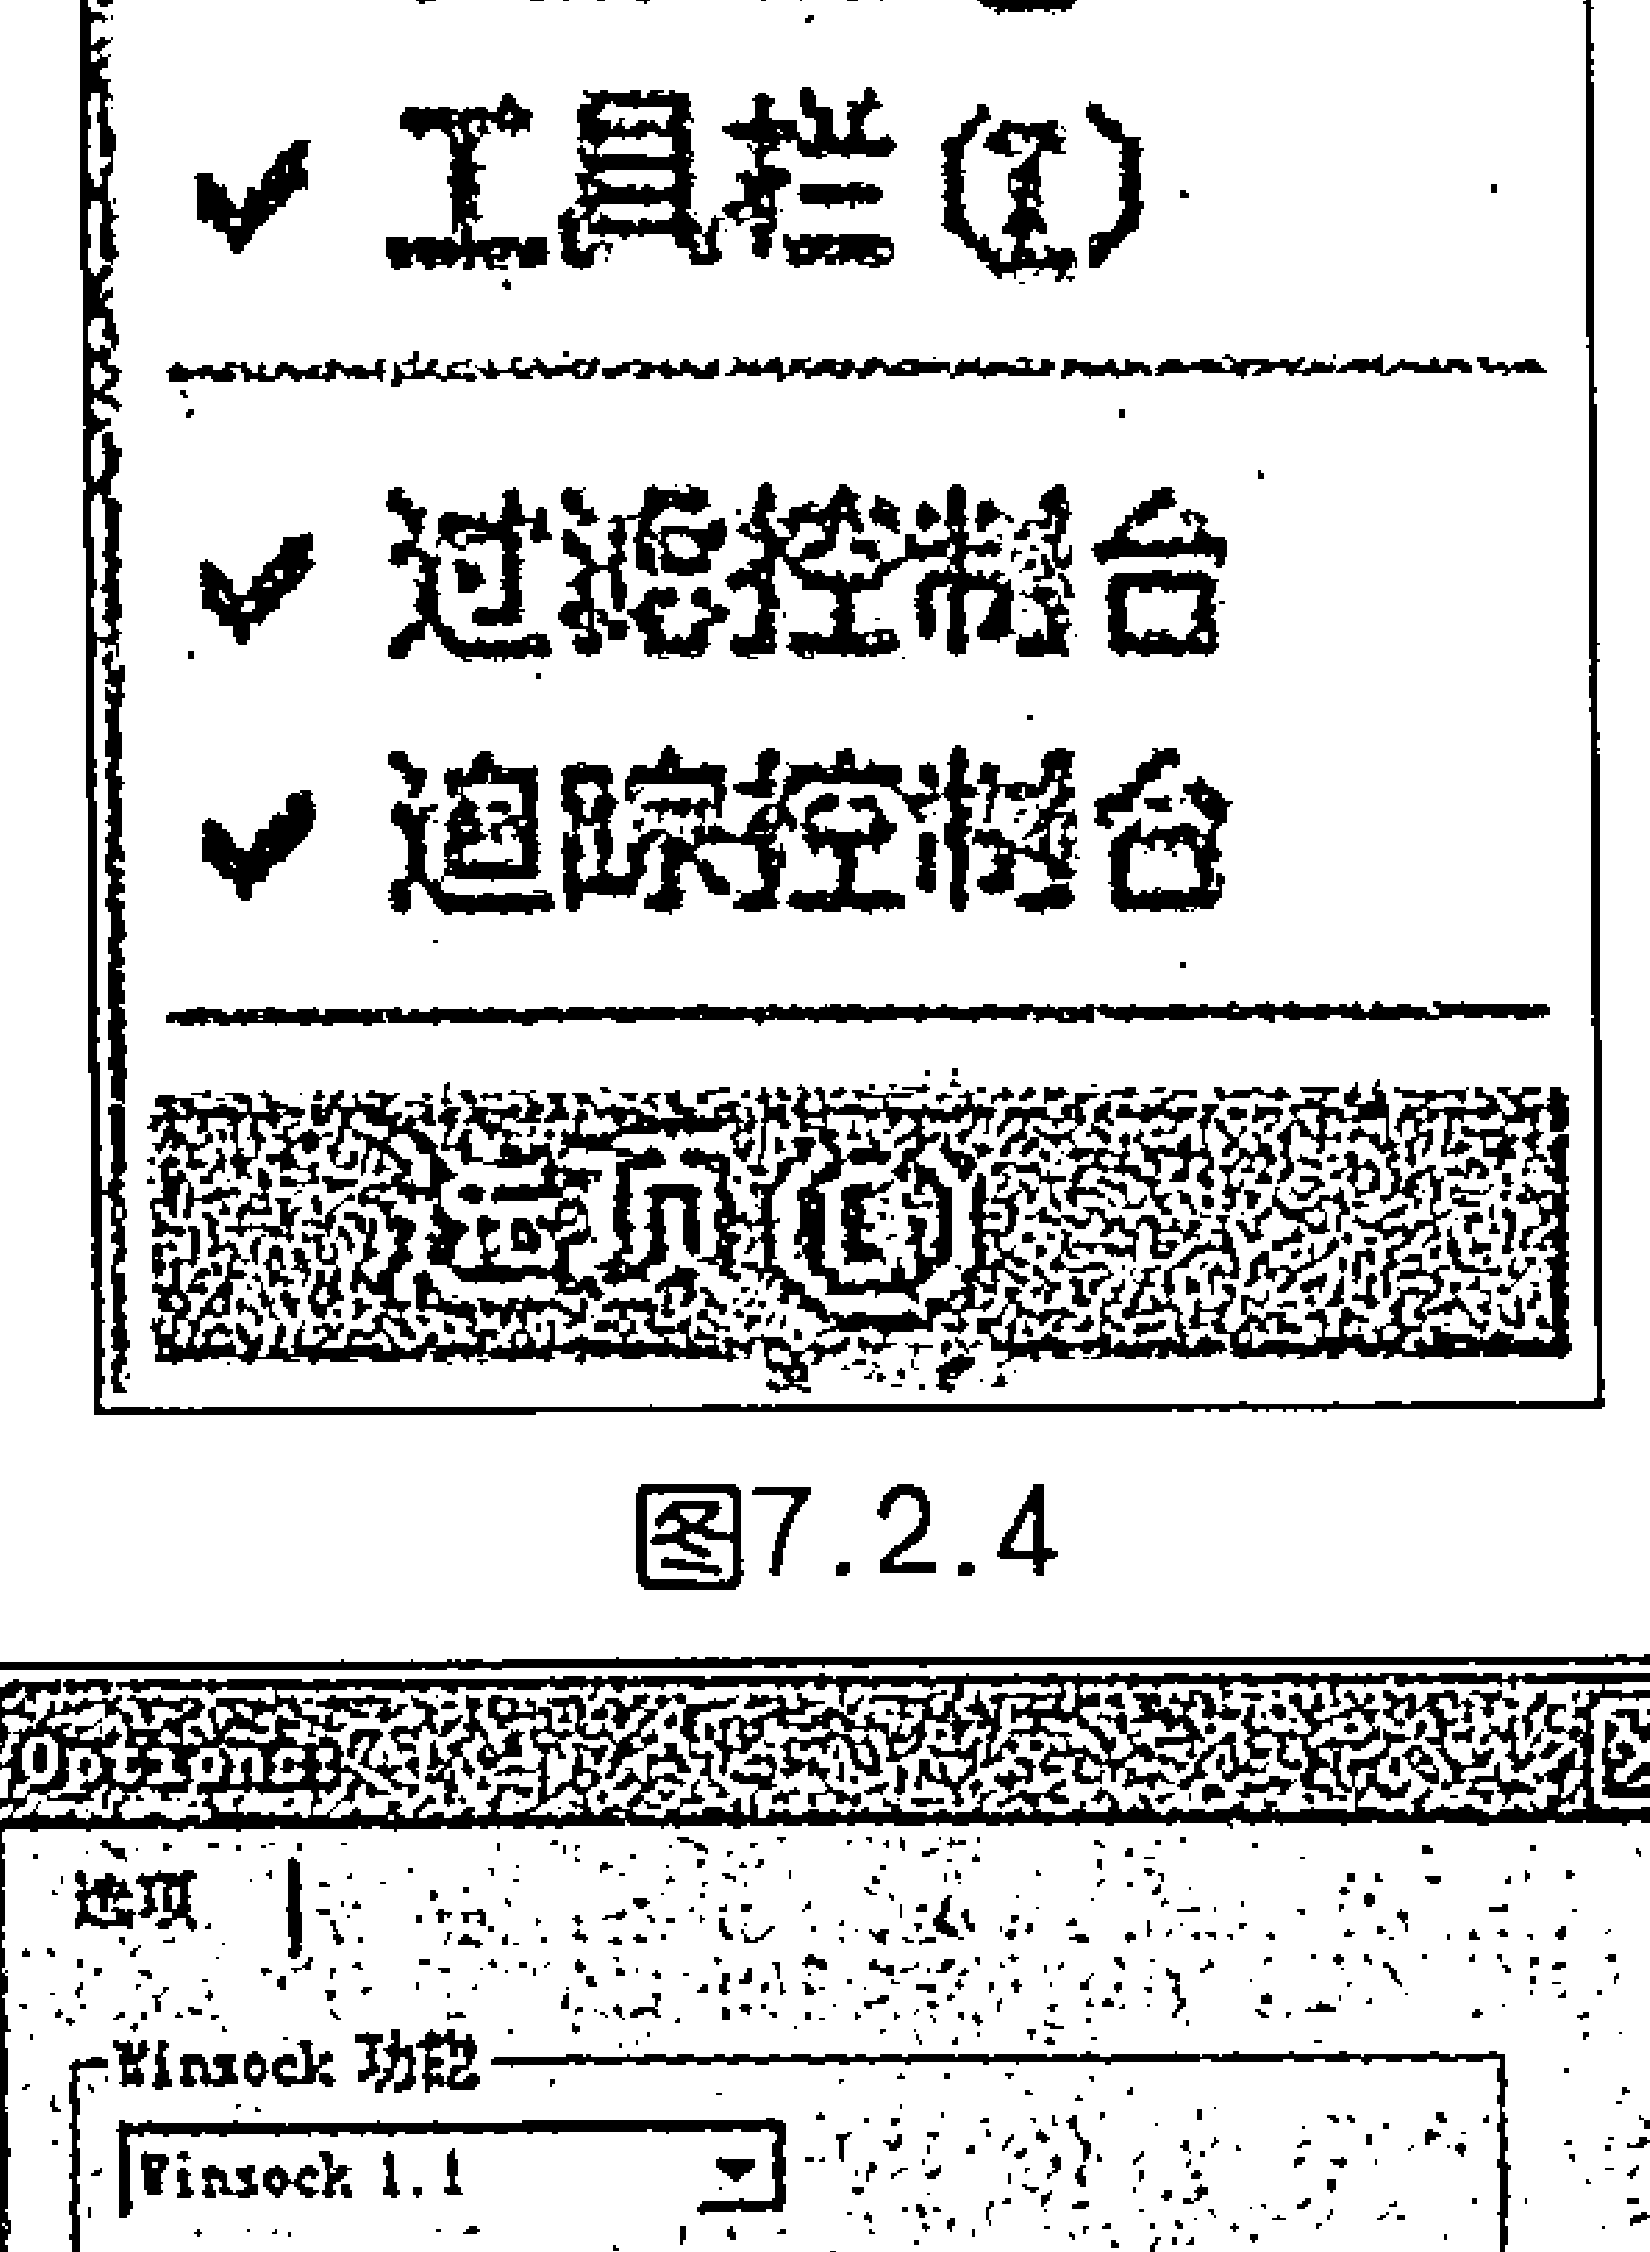 工具栏(T)
过滤控制台
追踪控制台
选项(O)
图7.2.4
Options
选项
Winsock 功能
Winsock 1.1